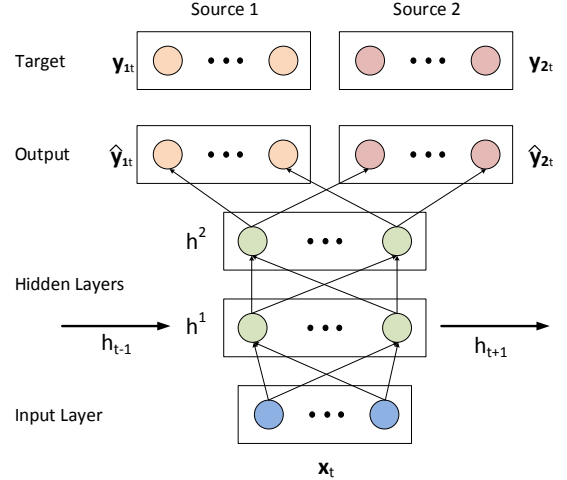 Source 1 Source 2
Target y₁ₜ y₂ₜ
Output ŷ₁ₜ ŷ₂ₜ
h²
Hidden Layers
h¹
hₜ₋₁ hₜ₊₁
Input Layer
xₜ